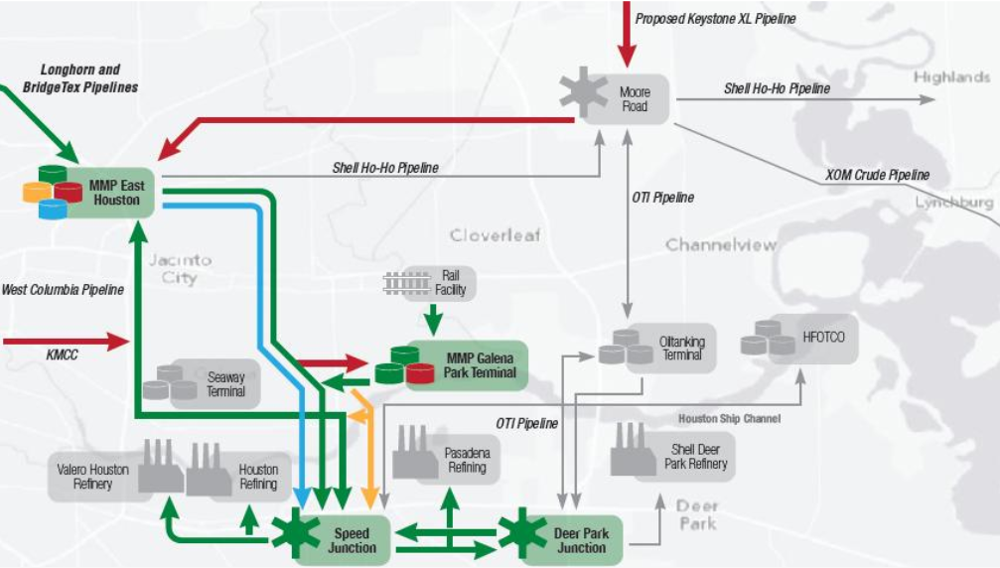 Proposed Keystone XL Pipeline
Longhorn and
BridgeTex Pipelines
Highlands
Moore
Road
Shell Ho-Ho Pipeline
Shell Ho-Ho Pipeline
XOM Crude Pipeline
MMP East
Houston
OTI Pipeline
Lynchburg
Cloverleaf
Channelview
Jacinto
City
Rail
Facility
West Columbia Pipeline
KMCC
MMP Galena
Park Terminal
Oiltanking
Terminal
HFOTCO
Seaway
Terminal
Houston Ship Channel
OTI Pipeline
Valero Houston
Refinery
Houston
Refining
Pasadena
Refining
Shell Deer
Park Refinery
Deer
Park
Speed
Junction
Deer Park
Junction